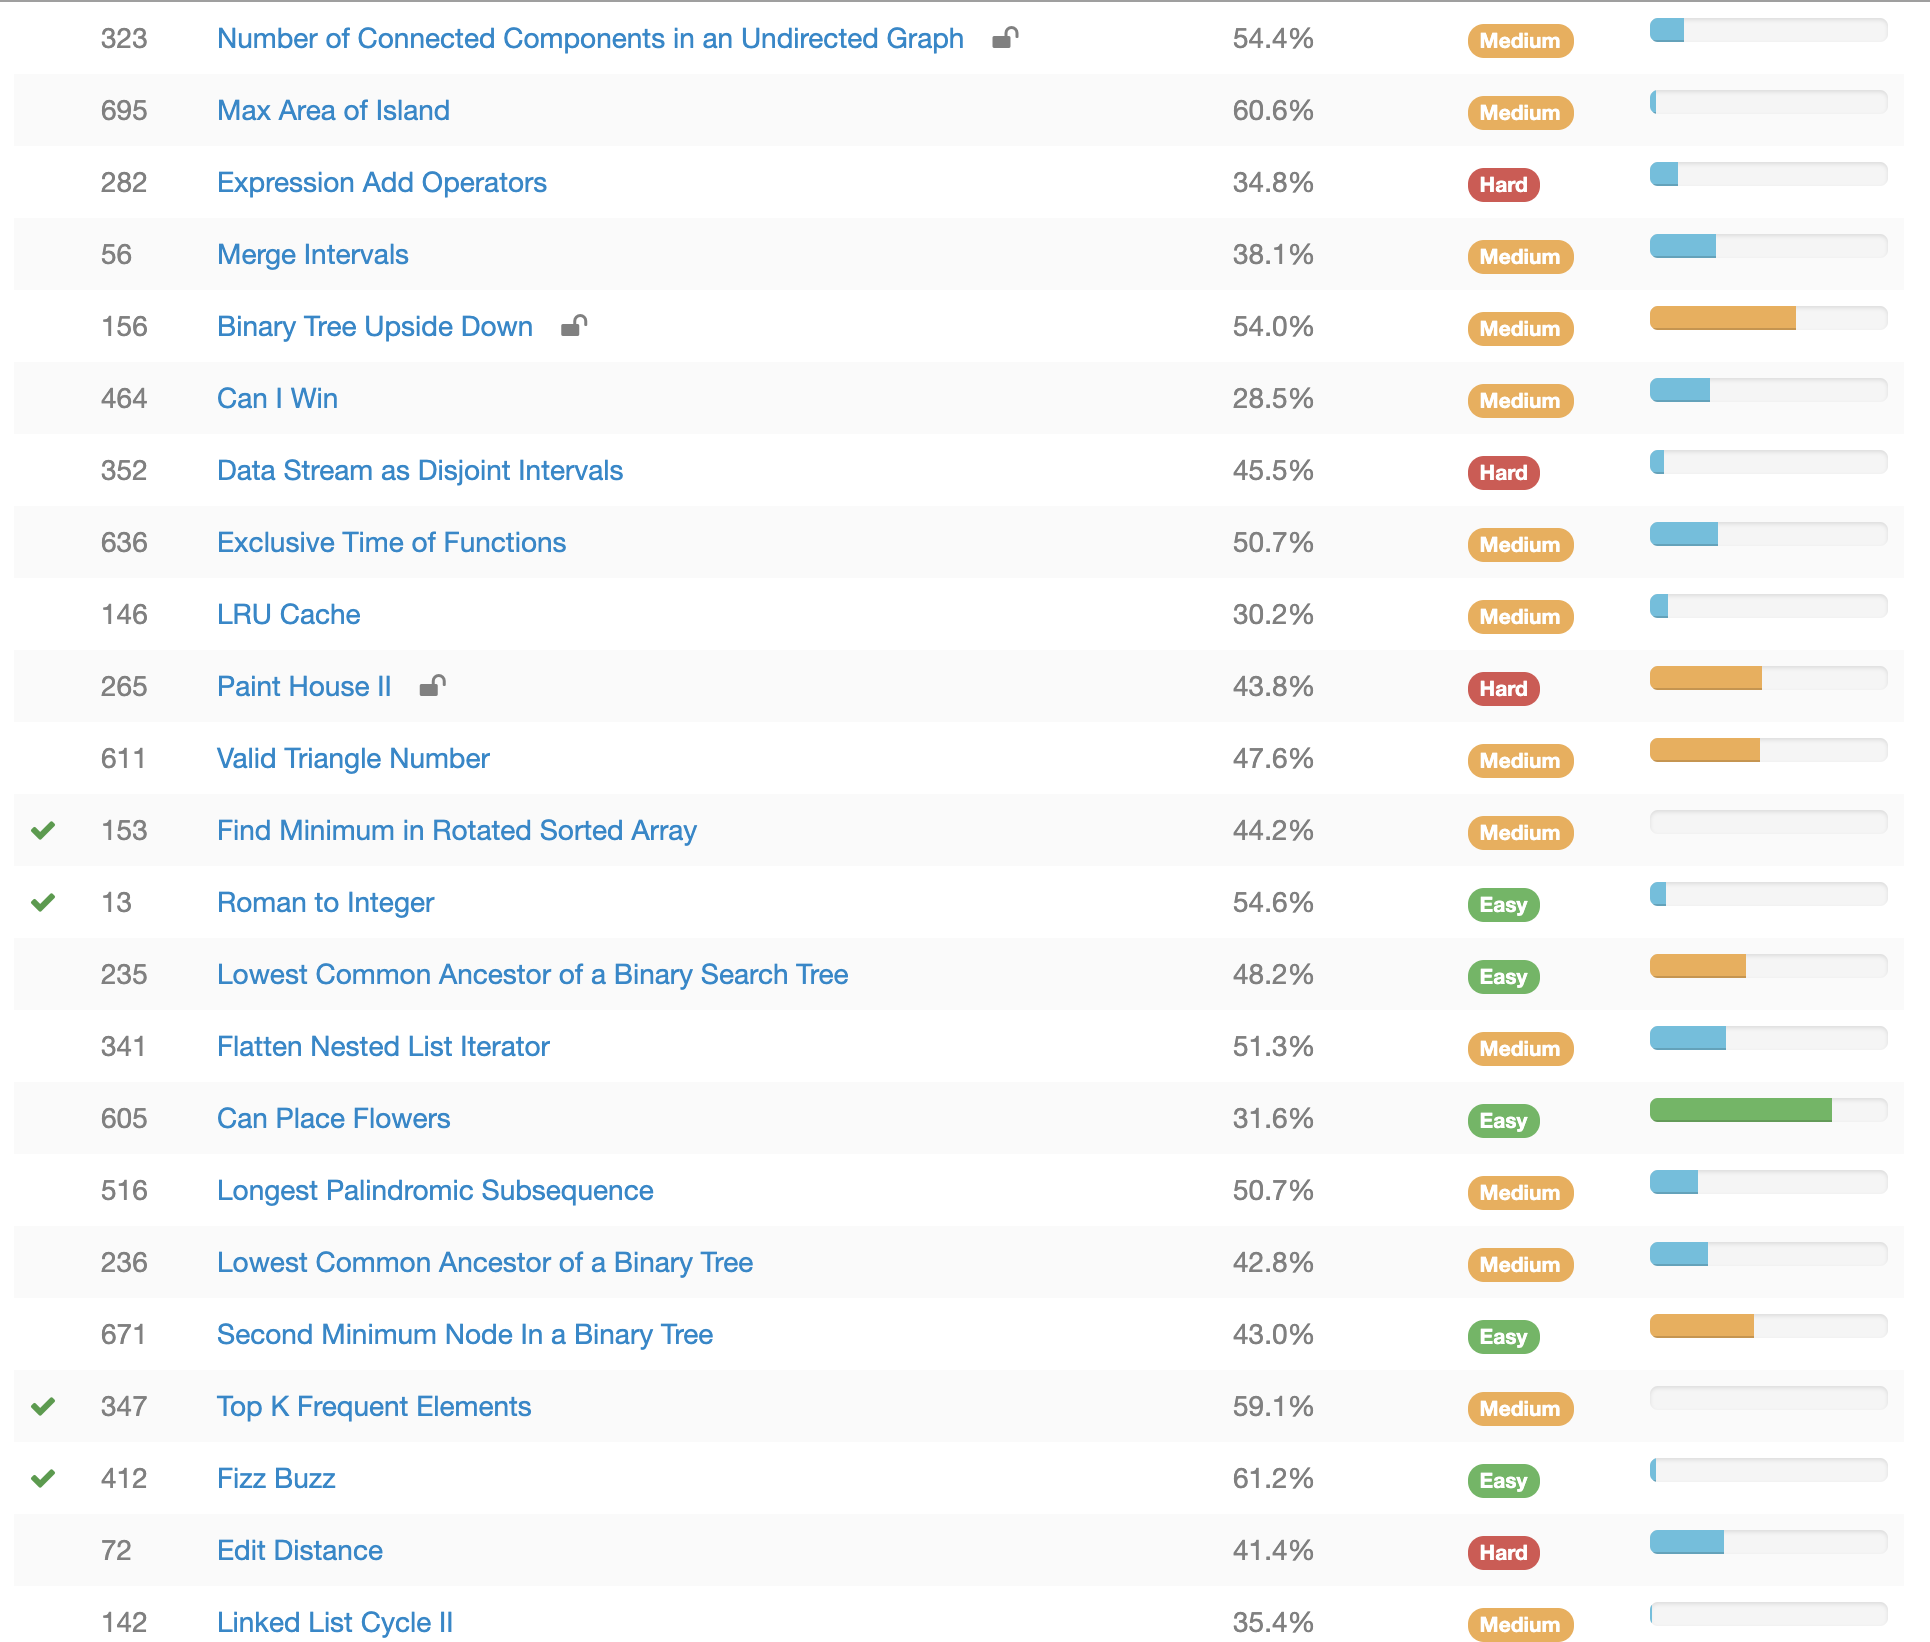 323 Number of Connected Components in an Undirected Graph 54.4% Medium
695 Max Area of Island 60.6% Medium
282 Expression Add Operators 34.8% Hard
56 Merge Intervals 38.1% Medium
156 Binary Tree Upside Down 54.0% Medium
464 Can I Win 28.5% Medium
352 Data Stream as Disjoint Intervals 45.5% Hard
636 Exclusive Time of Functions 50.7% Medium
146 LRU Cache 30.2% Medium
265 Paint House II 43.8% Hard
611 Valid Triangle Number 47.6% Medium
153 Find Minimum in Rotated Sorted Array 44.2% Medium
13 Roman to Integer 54.6% Easy
235 Lowest Common Ancestor of a Binary Search Tree 48.2% Easy
341 Flatten Nested List Iterator 51.3% Medium
605 Can Place Flowers 31.6% Easy
516 Longest Palindromic Subsequence 50.7% Medium
236 Lowest Common Ancestor of a Binary Tree 42.8% Medium
671 Second Minimum Node In a Binary Tree 43.0% Easy
347 Top K Frequent Elements 59.1% Medium
412 Fizz Buzz 61.2% Easy
72 Edit Distance 41.4% Hard
142 Linked List Cycle II 35.4% Medium